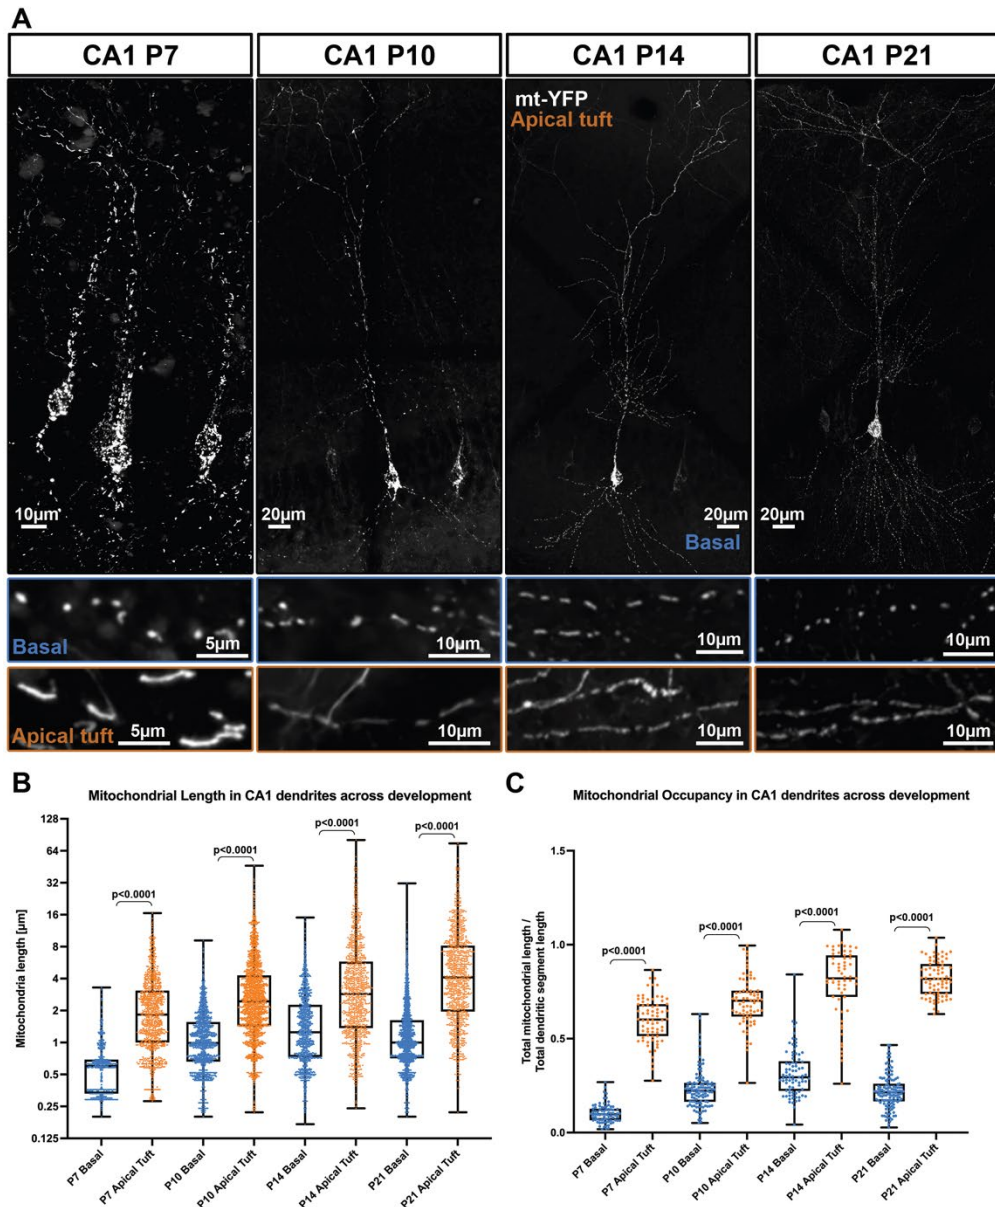 A
CA1 P7 CA1 P10 CA1 P14 CA1 P21
mt-YFP
Apical tuft
10µm 20µm 20µm 20µm
Basal
Basal 5µm 10µm 10µm 10µm
Apical tuft 5µm 10µm 10µm 10µm
B
Mitochondrial Length in CA1 dendrites across development
Mitochondria length [µm]
128
64
32
16
8
4
2
1
0.5
0.25
0.125
p<0.0001
p<0.0001
p<0.0001
p<0.0001
P7 Basal
P7 Apical Tuft
P10 Basal
P10 Apical Tuft
P14 Basal
P14 Apical Tuft
P21 Basal
P21 Apical Tuft
C
Mitochondrial Occupancy in CA1 dendrites across development
Total mitochondrial length /
Total dendritic segment length
1.5
1.0
0.5
0.0
p<0.0001
p<0.0001
p<0.0001
p<0.0001
P7 Basal
P7 Apical Tuft
P10 Basal
P10 Apical Tuft
P14 Basal
P14 Apical Tuft
P21 Basal
P21 Apical Tuft